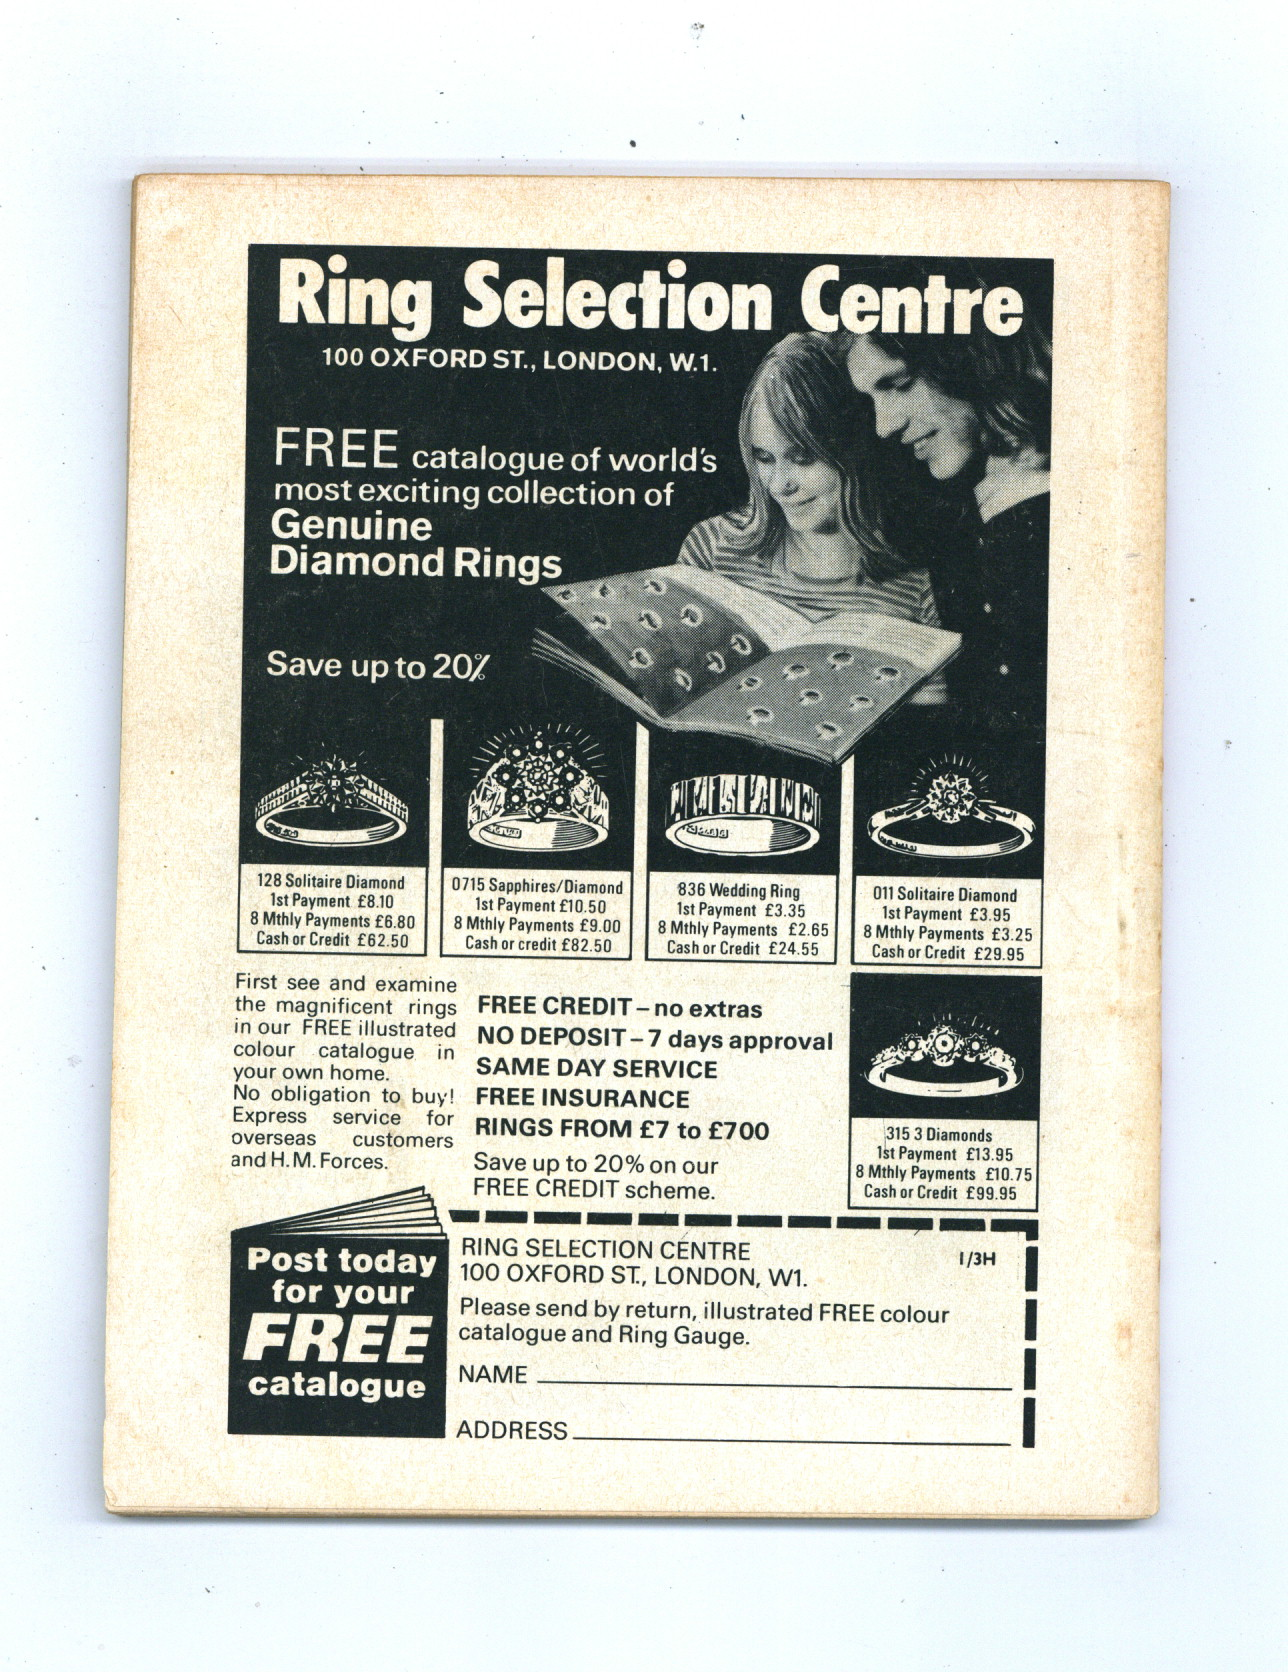 Ring Selection Centre
100 OXFORD ST., LONDON, W.1.
FREE catalogue of world's
most exciting collection of
Genuine
Diamond Rings
Save up to 20%
128 Solitaire Diamond
1st Payment £8.10
8 Mthly Payments £6.80
Cash or Credit £62.50
0715 Sapphires/Diamond
1st Payment £10.50
8 Mthly Payments £9.00
Cash or credit £82.50
836 Wedding Ring
1st Payment £3.35
8 Mthly Payments £2.65
Cash or Credit £24.55
011 Solitaire Diamond
1st Payment £3.95
8 Mthly Payments £3.25
Cash or Credit £29.95
First see and examine
the magnificent rings
in our FREE illustrated
colour catalogue in
your own home.
No obligation to buy!
Express service for
overseas customers
and H.M. Forces.
FREE CREDIT – no extras
NO DEPOSIT – 7 days approval
SAME DAY SERVICE
FREE INSURANCE
RINGS FROM £7 to £700
Save up to 20% on our
FREE CREDIT scheme.
315 3 Diamonds
1st Payment £13.95
8 Mthly Payments £10.75
Cash or Credit £99.95
Post today
for your
FREE
catalogue
RING SELECTION CENTRE
1/3H
100 OXFORD ST., LONDON, W1.
Please send by return, illustrated FREE colour
catalogue and Ring Gauge.
NAME
ADDRESS